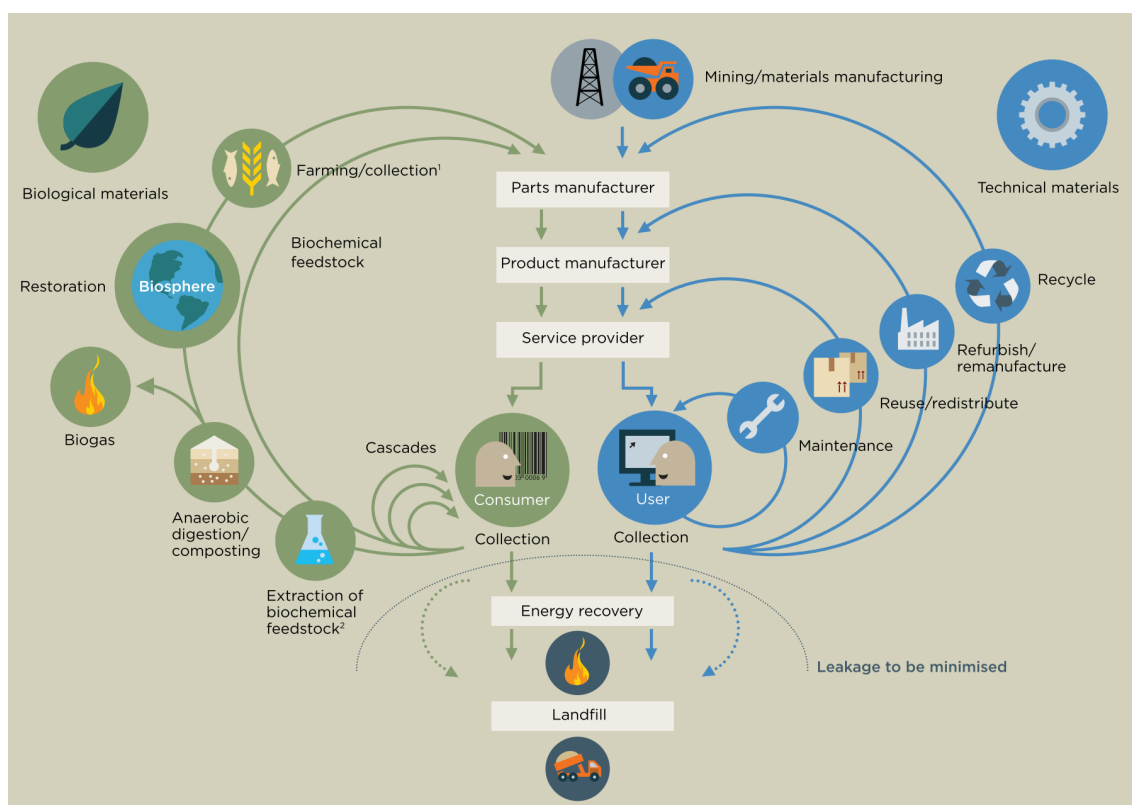 Mining/materials manufacturing
Biological materials
Technical materials
Farming/collection¹
Parts manufacturer
Biochemical
feedstock
Product manufacturer
Restoration
Biosphere
Recycle
Service provider
Refurbish/
remanufacture
Biogas
Reuse/redistribute
Cascades
Maintenance
Consumer
User
Anaerobic
digestion/
composting
Collection
Collection
Extraction of
biochemical
feedstock²
Energy recovery
Leakage to be minimised
Landfill